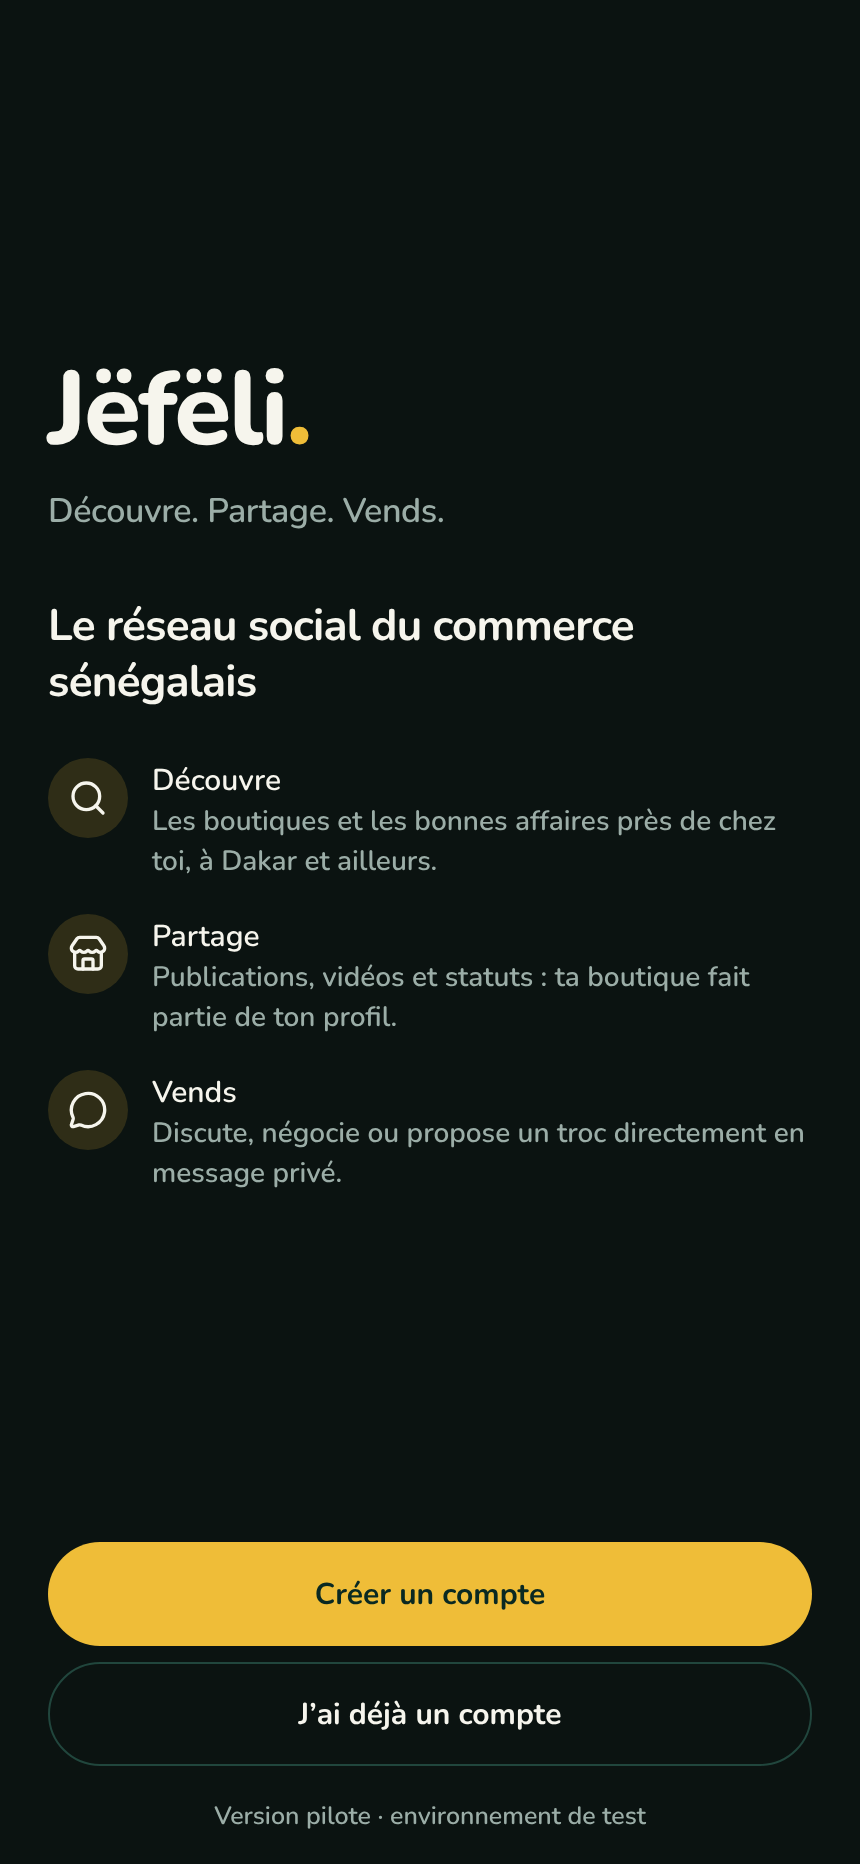 Jëfëli.
Découvre. Partage. Vends.
Le réseau social du commerce
sénégalais
Découvre
Les boutiques et les bonnes affaires près de chez
toi, à Dakar et ailleurs.
Partage
Publications, vidéos et statuts : ta boutique fait
partie de ton profil.
Vends
Discute, négocie ou propose un troc directement en
message privé.
Créer un compte
J’ai déjà un compte
Version pilote · environnement de test